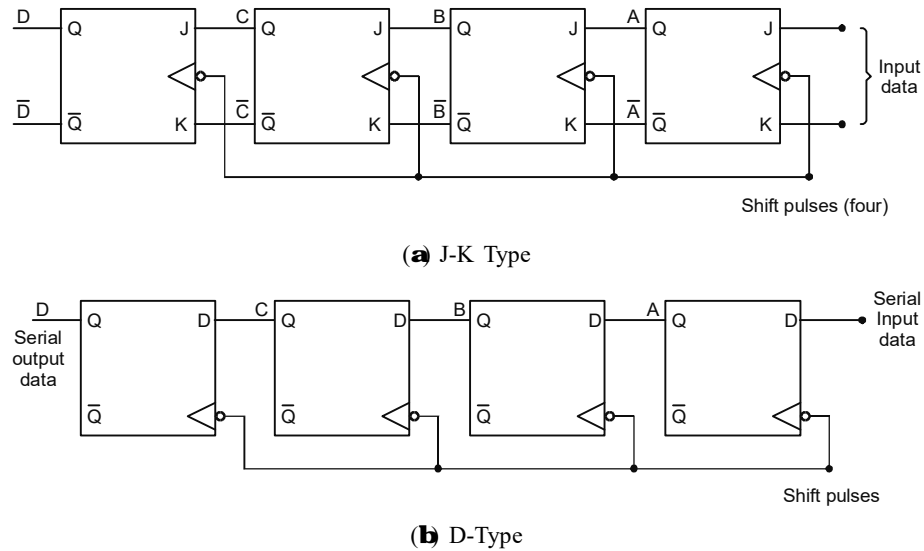 D C B A
Q J Q J Q J Q J
Input
data
D̅ C̅ B̅ A̅
Q̅ K Q̅ K Q̅ K Q̅ K
Shift pulses (four)
(a) J-K Type
D C B A
Q D Q D Q D Q D
Serial
output
data
Serial
Input
data
Q̅ Q̅ Q̅ Q̅
Shift pulses
(b) D-Type